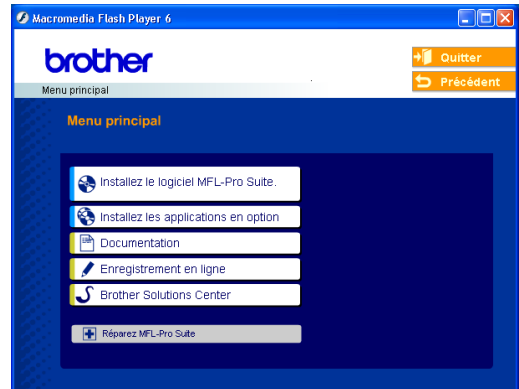 Macromedia Flash Player 6
brother
Quitter
Précédent
Menu principal
Menu principal
Installez le logiciel MFL-Pro Suite.
Installez les applications en option
Documentation
Enregistrement en ligne
Brother Solutions Center
Réparez MFL-Pro Suite